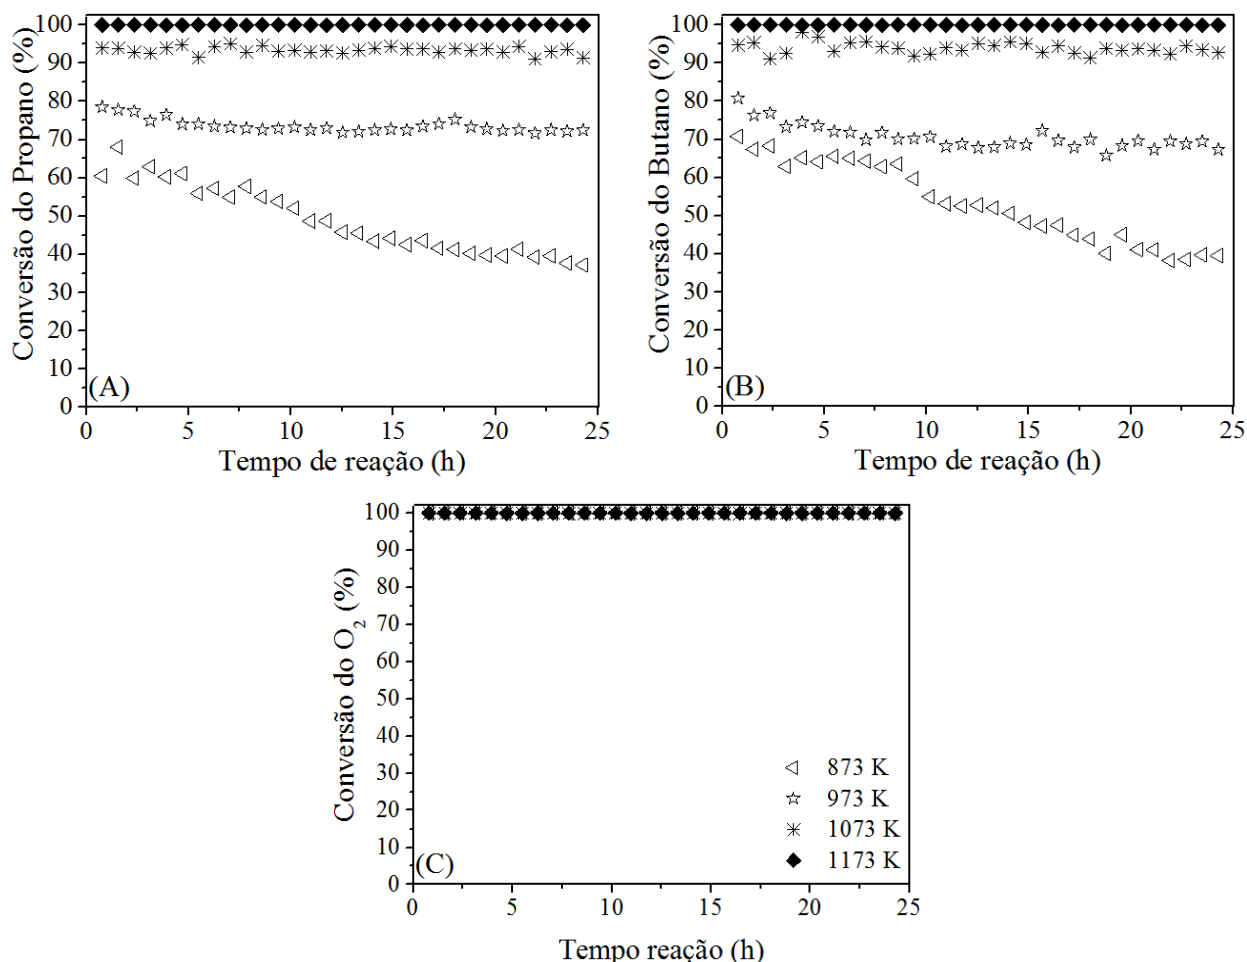 Conversão do Propano (%)
100
90
80
70
60
50
40
30
20
10
0
(A)
0 5 10 15 20 25
Tempo de reação (h)
Conversão do Butano (%)
100
90
80
70
60
50
40
30
20
10
0
(B)
0 5 10 15 20 25
Tempo de reação (h)
Conversão do O2 (%)
100
90
80
70
60
50
40
30
20
10
0
873 K
973 K
1073 K
1173 K
(C)
0 5 10 15 20 25
Tempo reação (h)